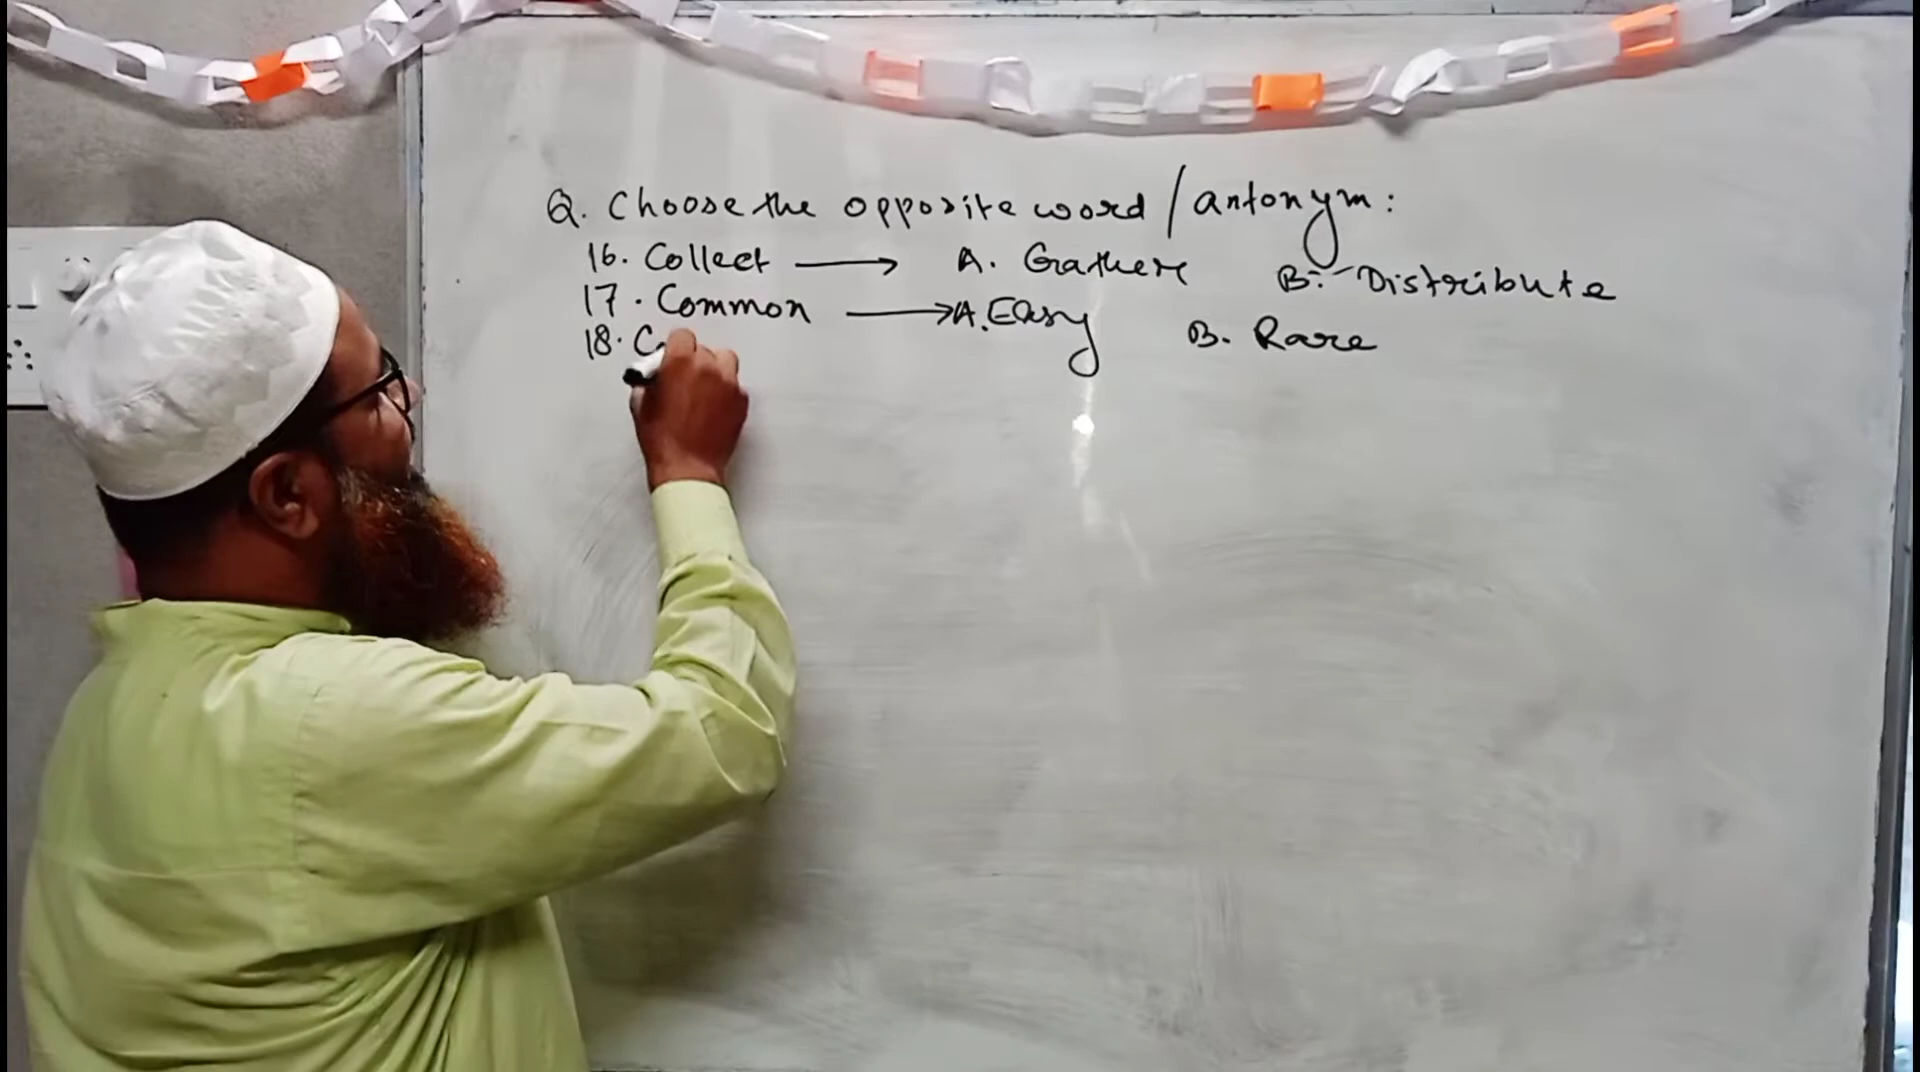 Q. Choose the opposite word / antonym:
16. Collect → A. Gather B. Distribute
17. Common → A. Easy B. Rare
18. C